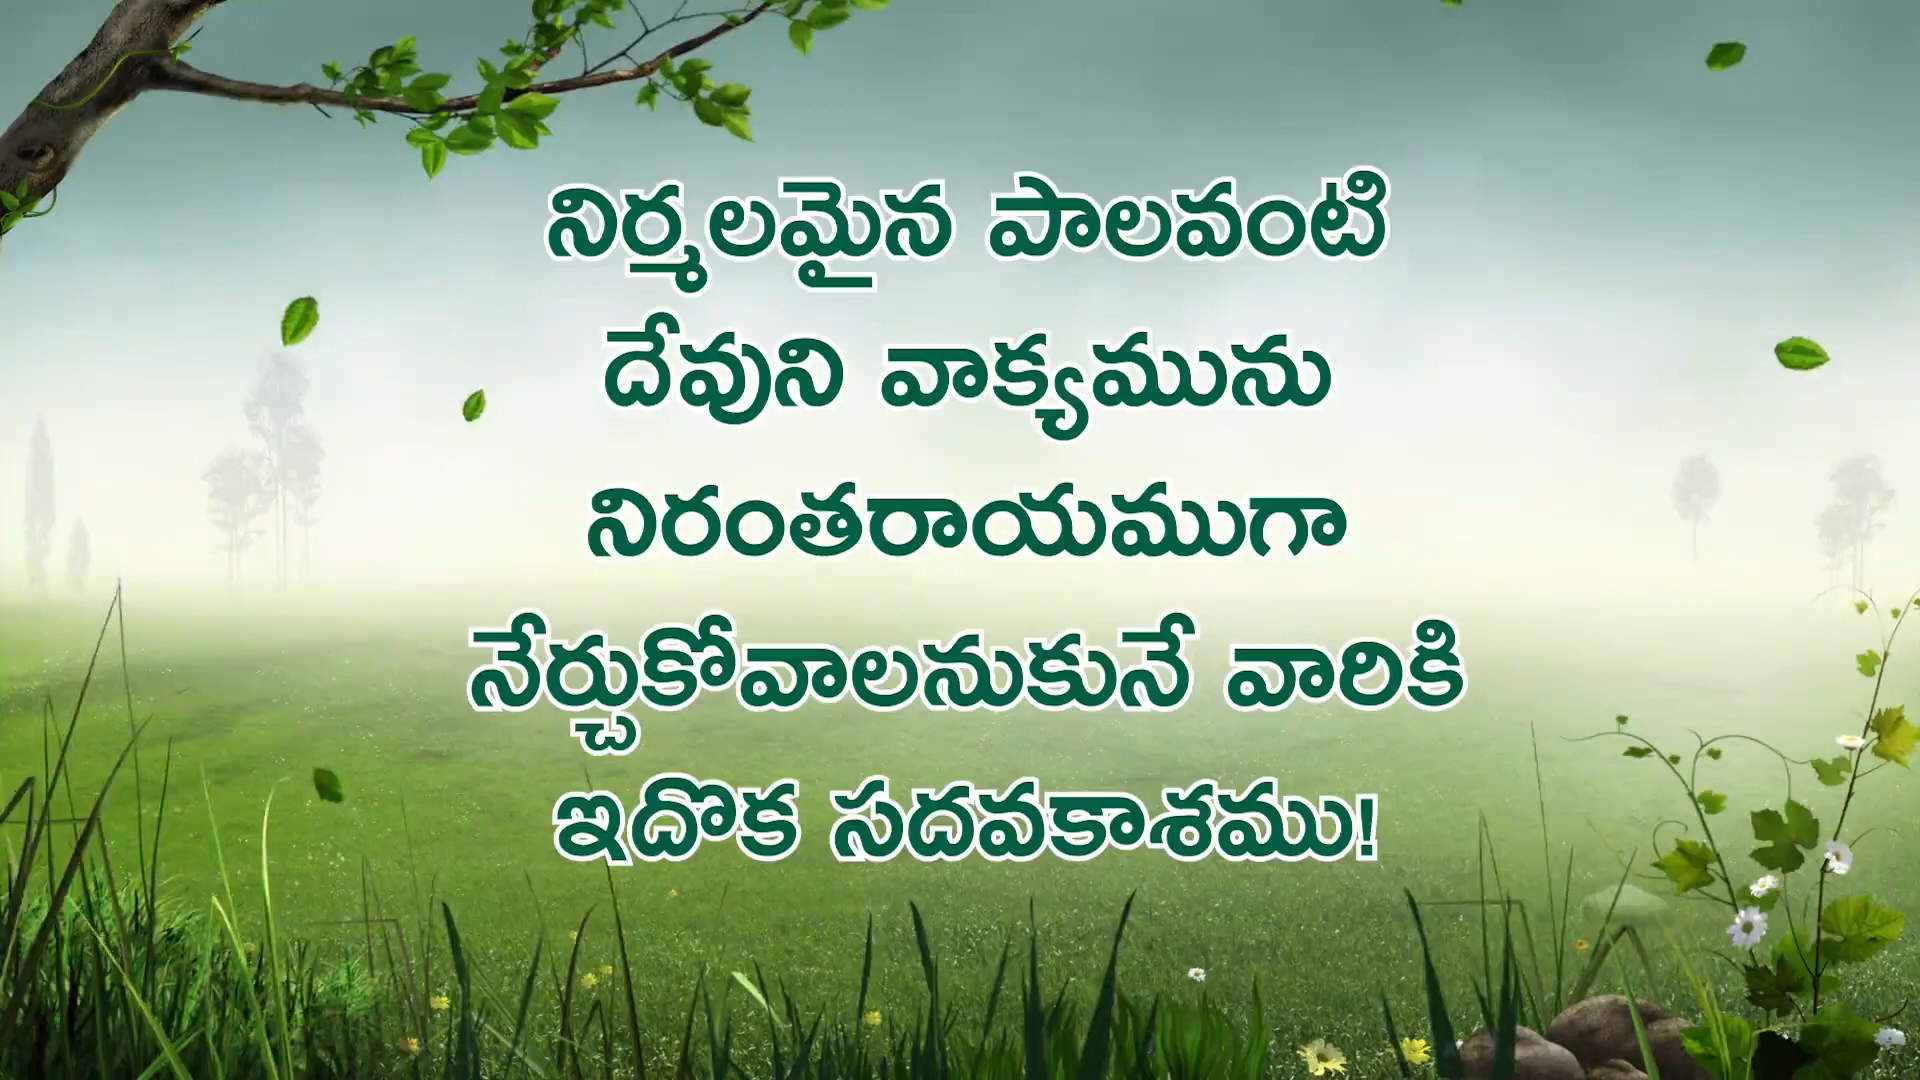 నిర్మలమైన పాలవంటి
దేవుని వాక్యమును
నిరంతరాయముగా
నేర్చుకోవాలనుకునే వారికి
ఇదొక సదవకాశము!